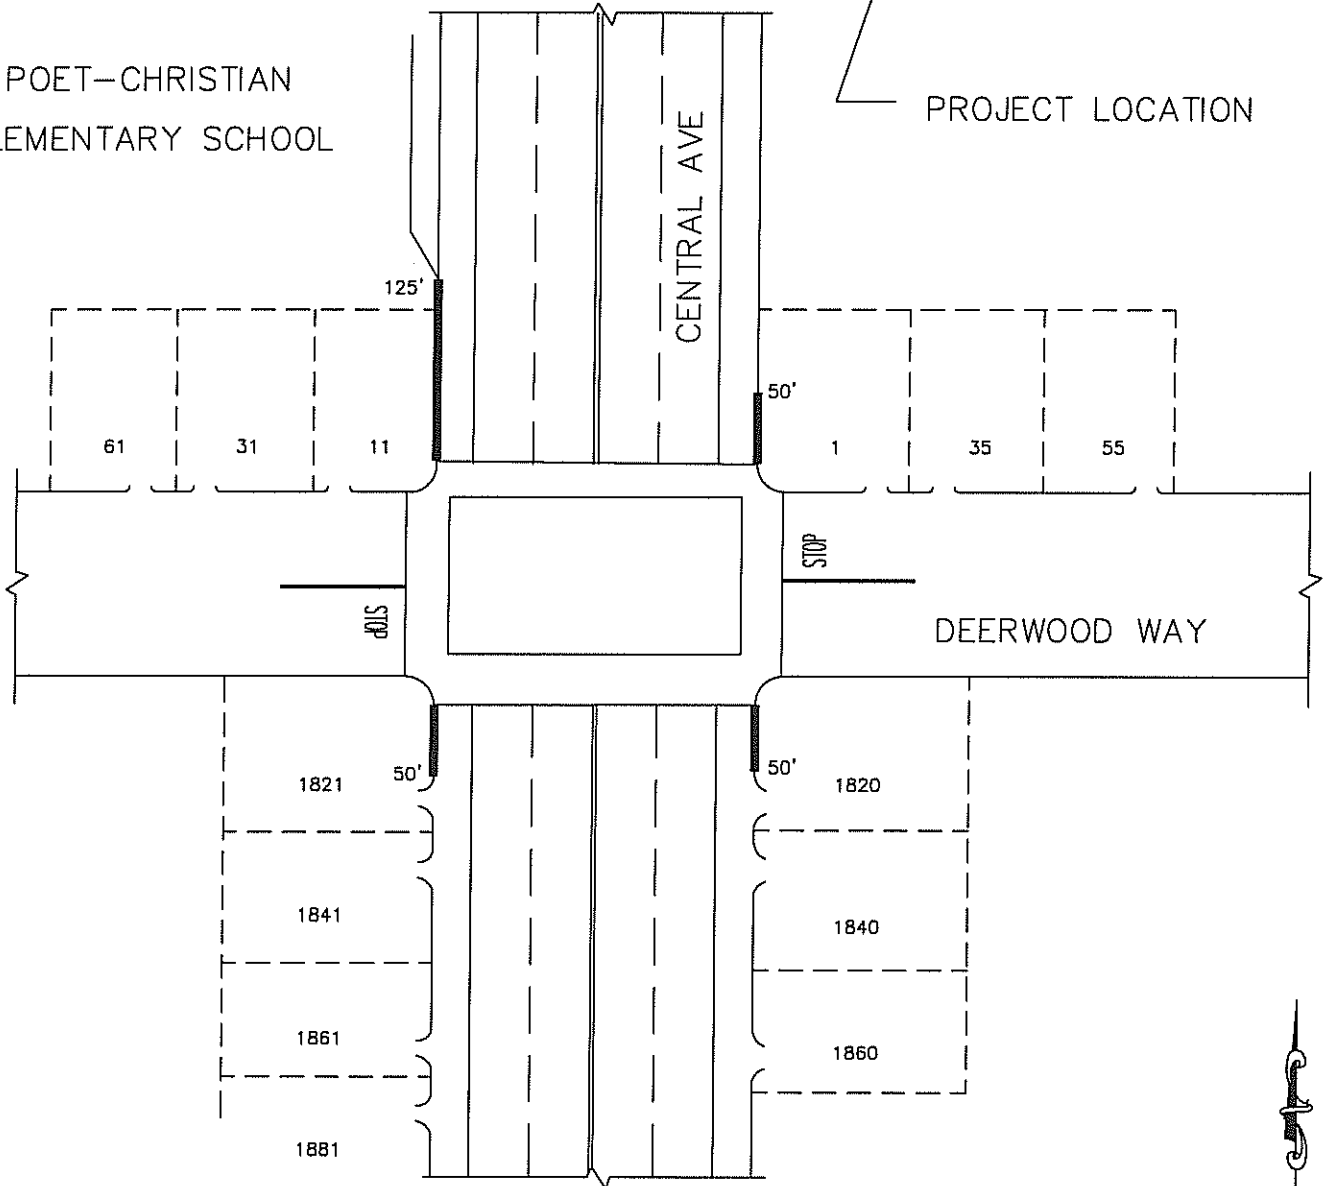 POET-CHRISTIAN
LEMENTARY SCHOOL
PROJECT LOCATION
CENTRAL AVE
125'
50'
61
31
11
1
35
55
STOP
STOP
DEERWOOD WAY
50'
50'
1821
1820
1841
1840
1861
1860
1881